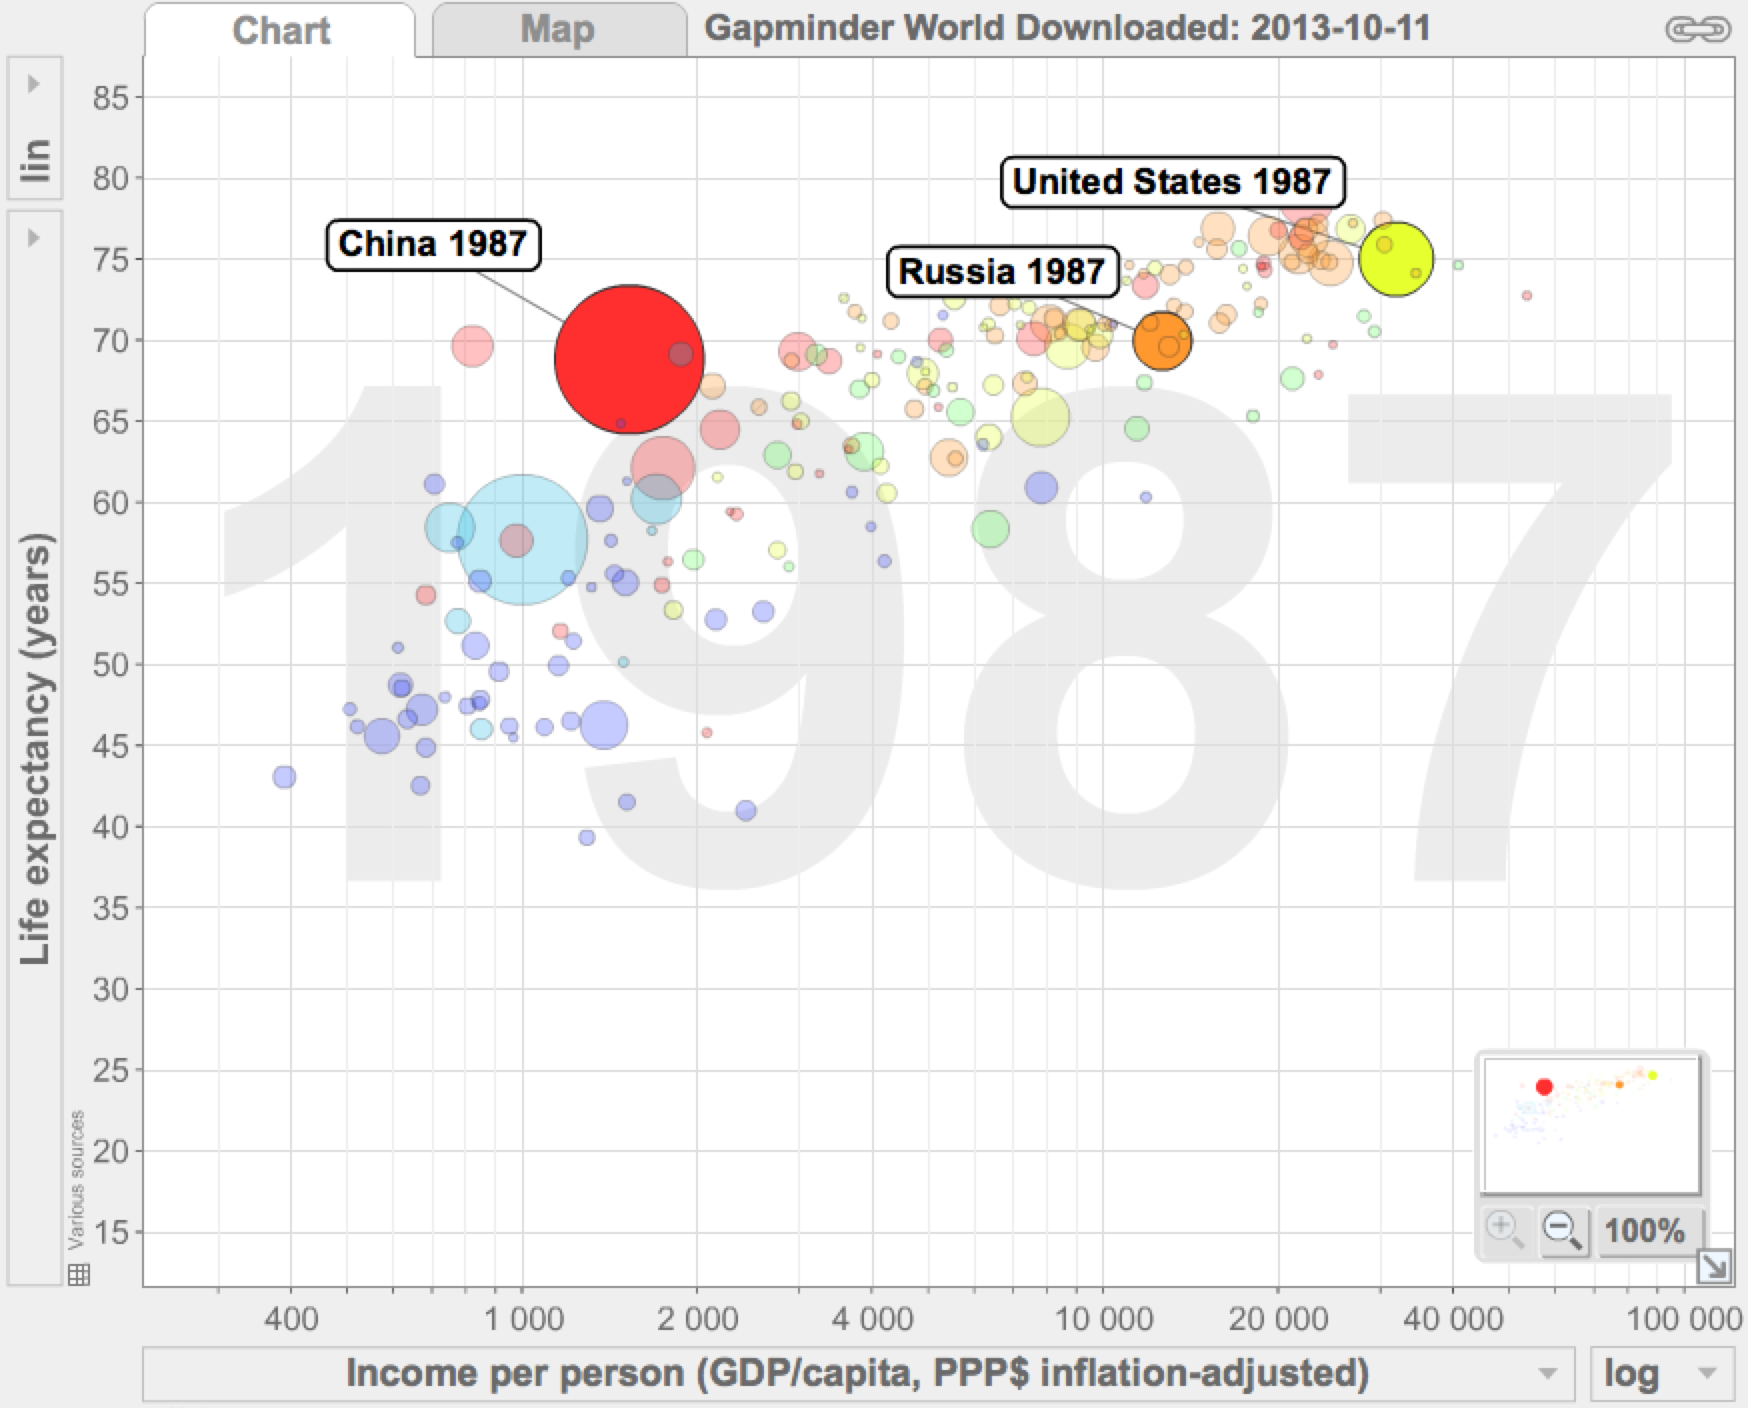 Chart
Map
Gapminder World Downloaded: 2013-10-11
lin
Life expectancy (years)
Various sources
85
80
75
70
65
60
55
50
45
40
35
30
25
20
15
1987
China 1987
Russia 1987
United States 1987
100%
400
1 000
2 000
4 000
10 000
20 000
40 000
100 000
Income per person (GDP/capita, PPP$ inflation-adjusted)
log